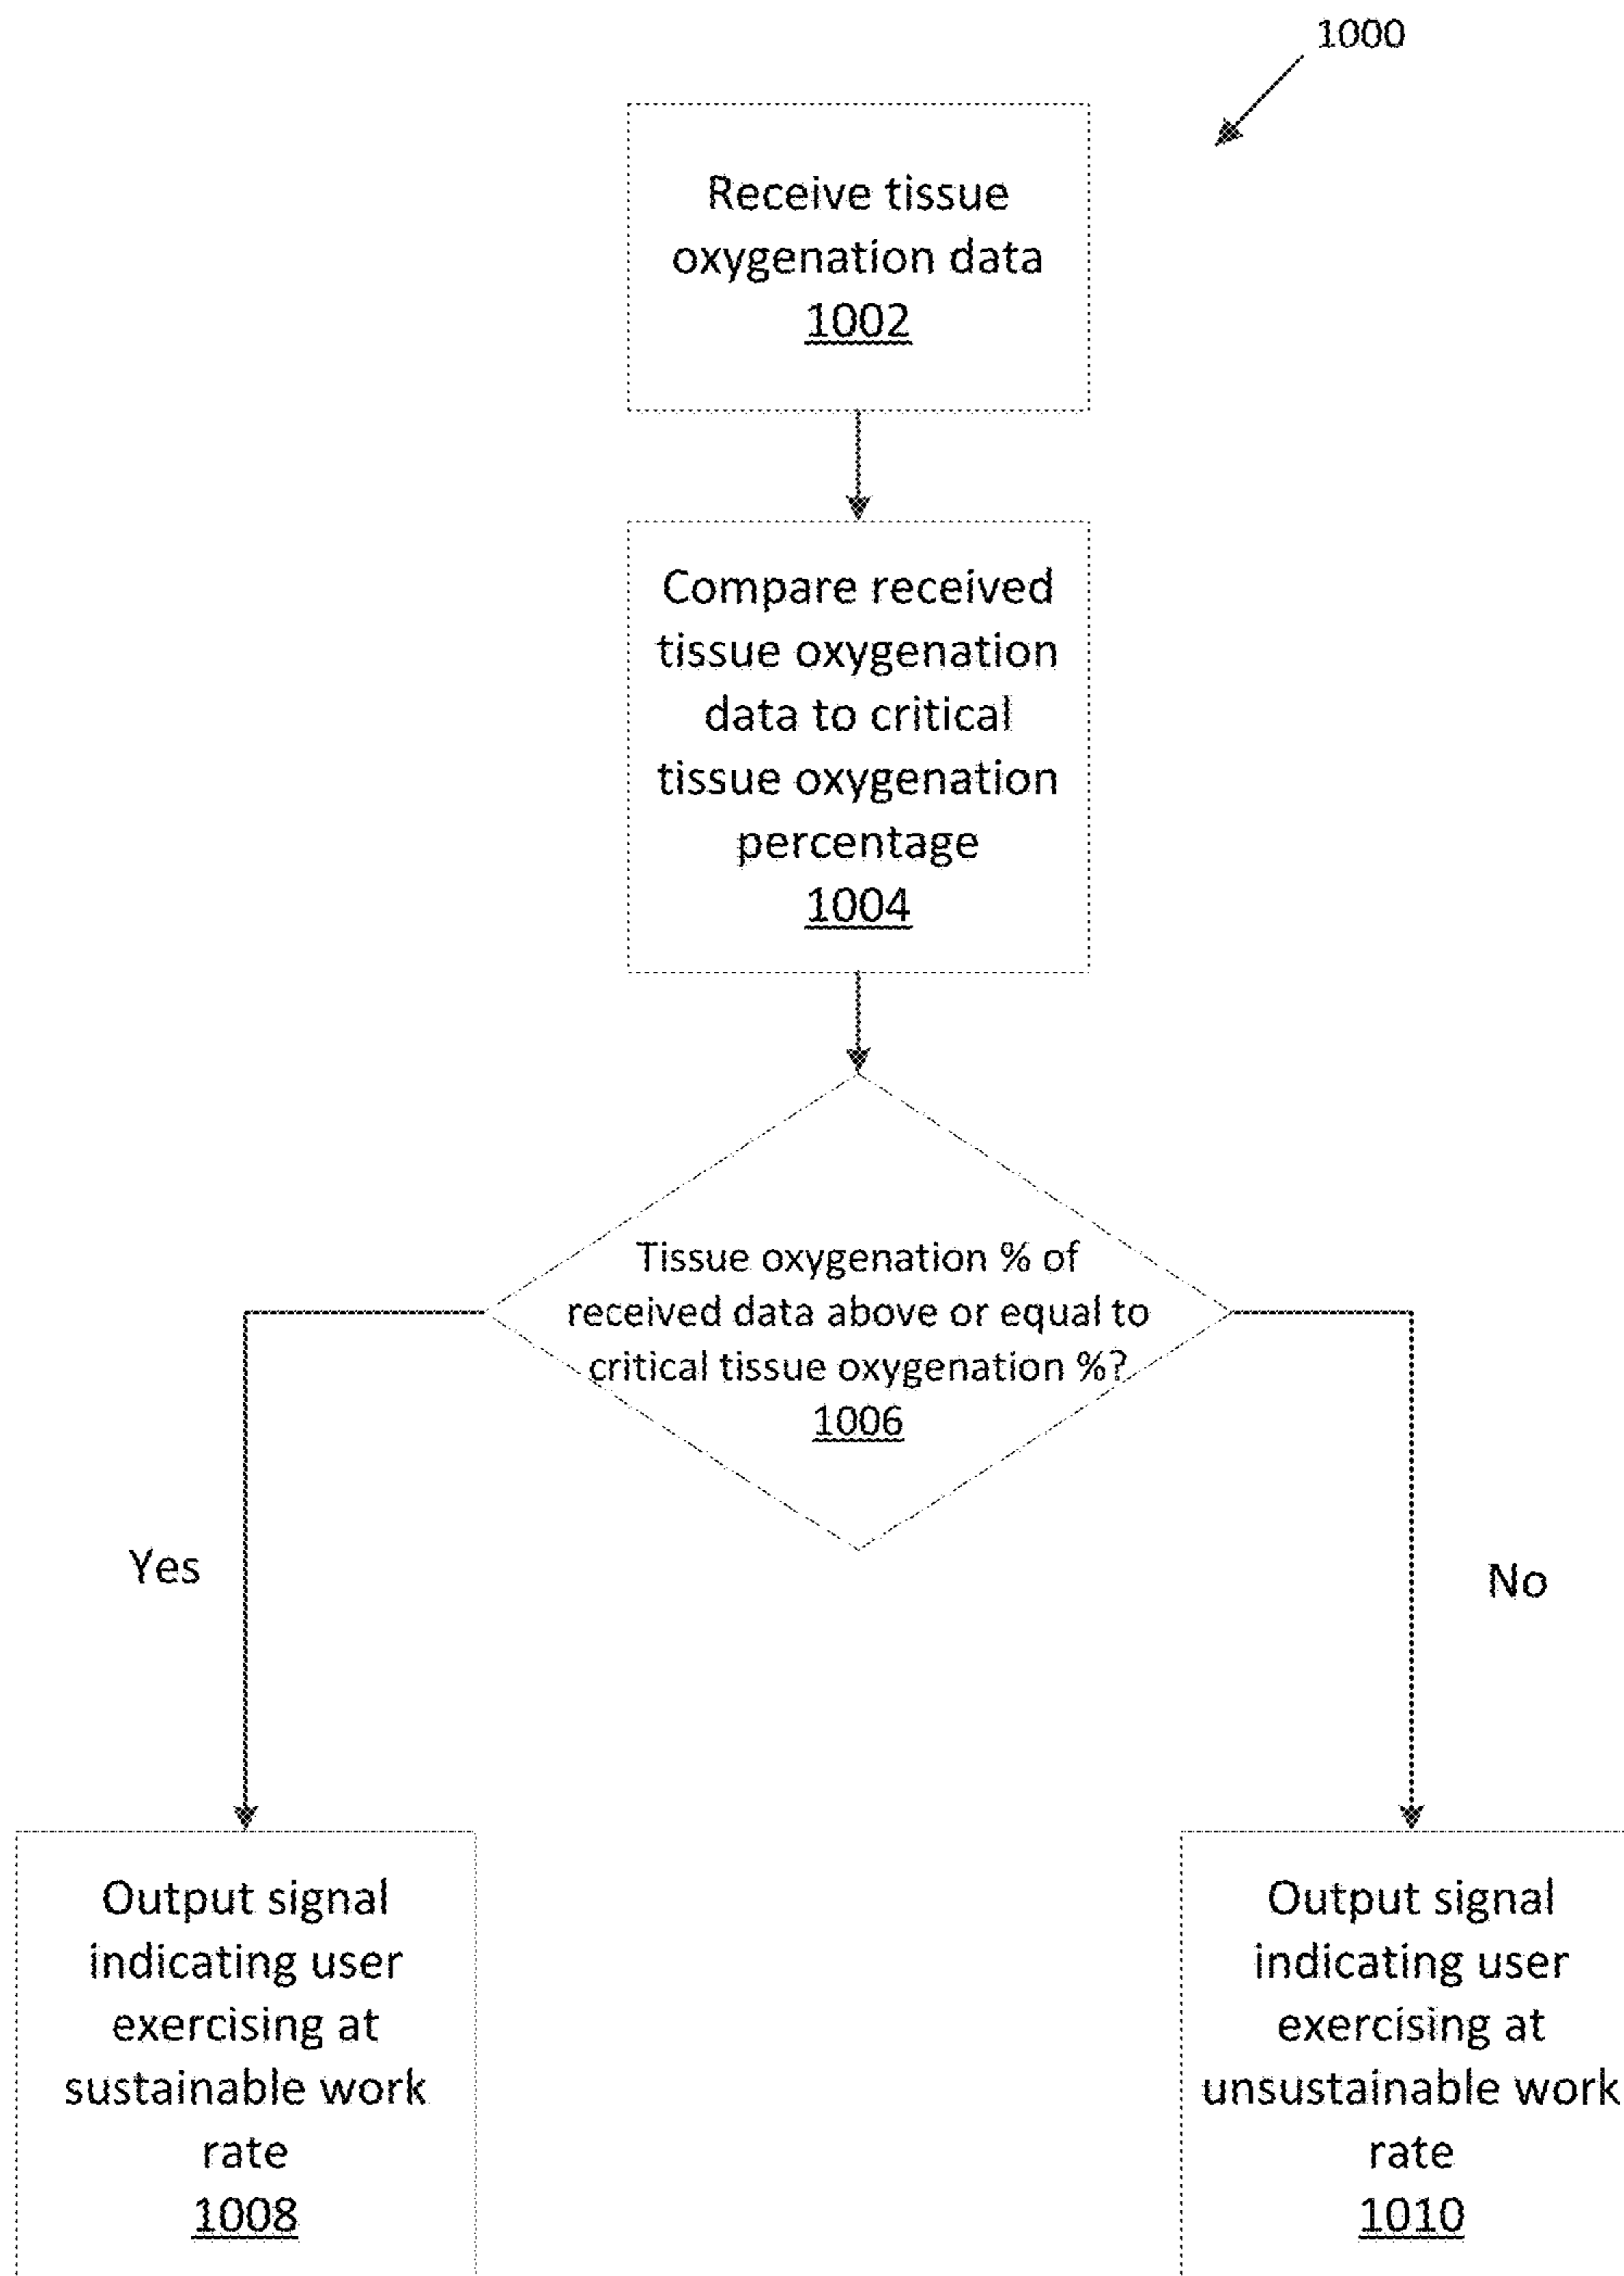 1000
Receive tissue
oxygenation data
1002
Compare received
tissue oxygenation
data to critical
tissue oxygenation
percentage
1004
Tissue oxygenation % of
received data above or equal to
critical tissue oxygenation %?
1006
Yes
No
Output signal
indicating user
exercising at
sustainable work
rate
1008
Output signal
indicating user
exercising at
unsustainable work
rate
1010